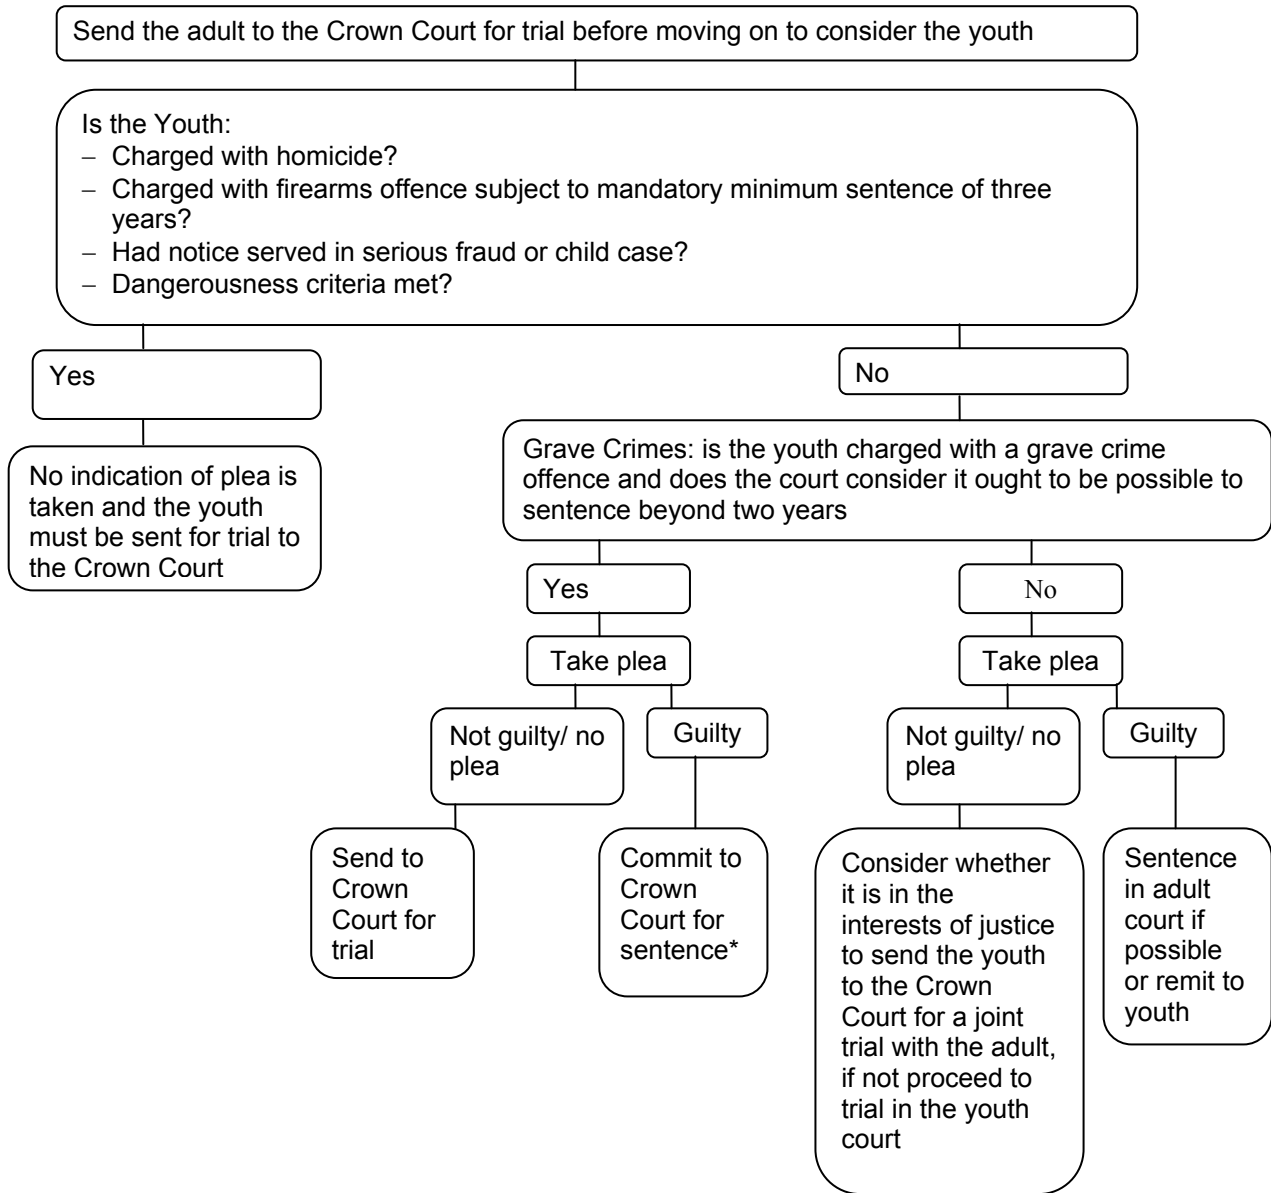 Send the adult to the Crown Court for trial before moving on to consider the youth
Is the Youth:
– Charged with homicide?
– Charged with firearms offence subject to mandatory minimum sentence of three
years?
– Had notice served in serious fraud or child case?
– Dangerousness criteria met?
Yes
No
No indication of plea is
taken and the youth
must be sent for trial to
the Crown Court
Grave Crimes: is the youth charged with a grave crime
offence and does the court consider it ought to be possible to
sentence beyond two years
Yes
No
Take plea
Take plea
Not guilty/ no
plea
Guilty
Not guilty/ no
plea
Guilty
Send to
Crown
Court for
trial
Commit to
Crown
Court for
sentence*
Consider whether
it is in the
interests of justice
to send the youth
to the Crown
Court for a joint
trial with the adult,
if not proceed to
trial in the youth
court
Sentence
in adult
court if
possible
or remit to
youth